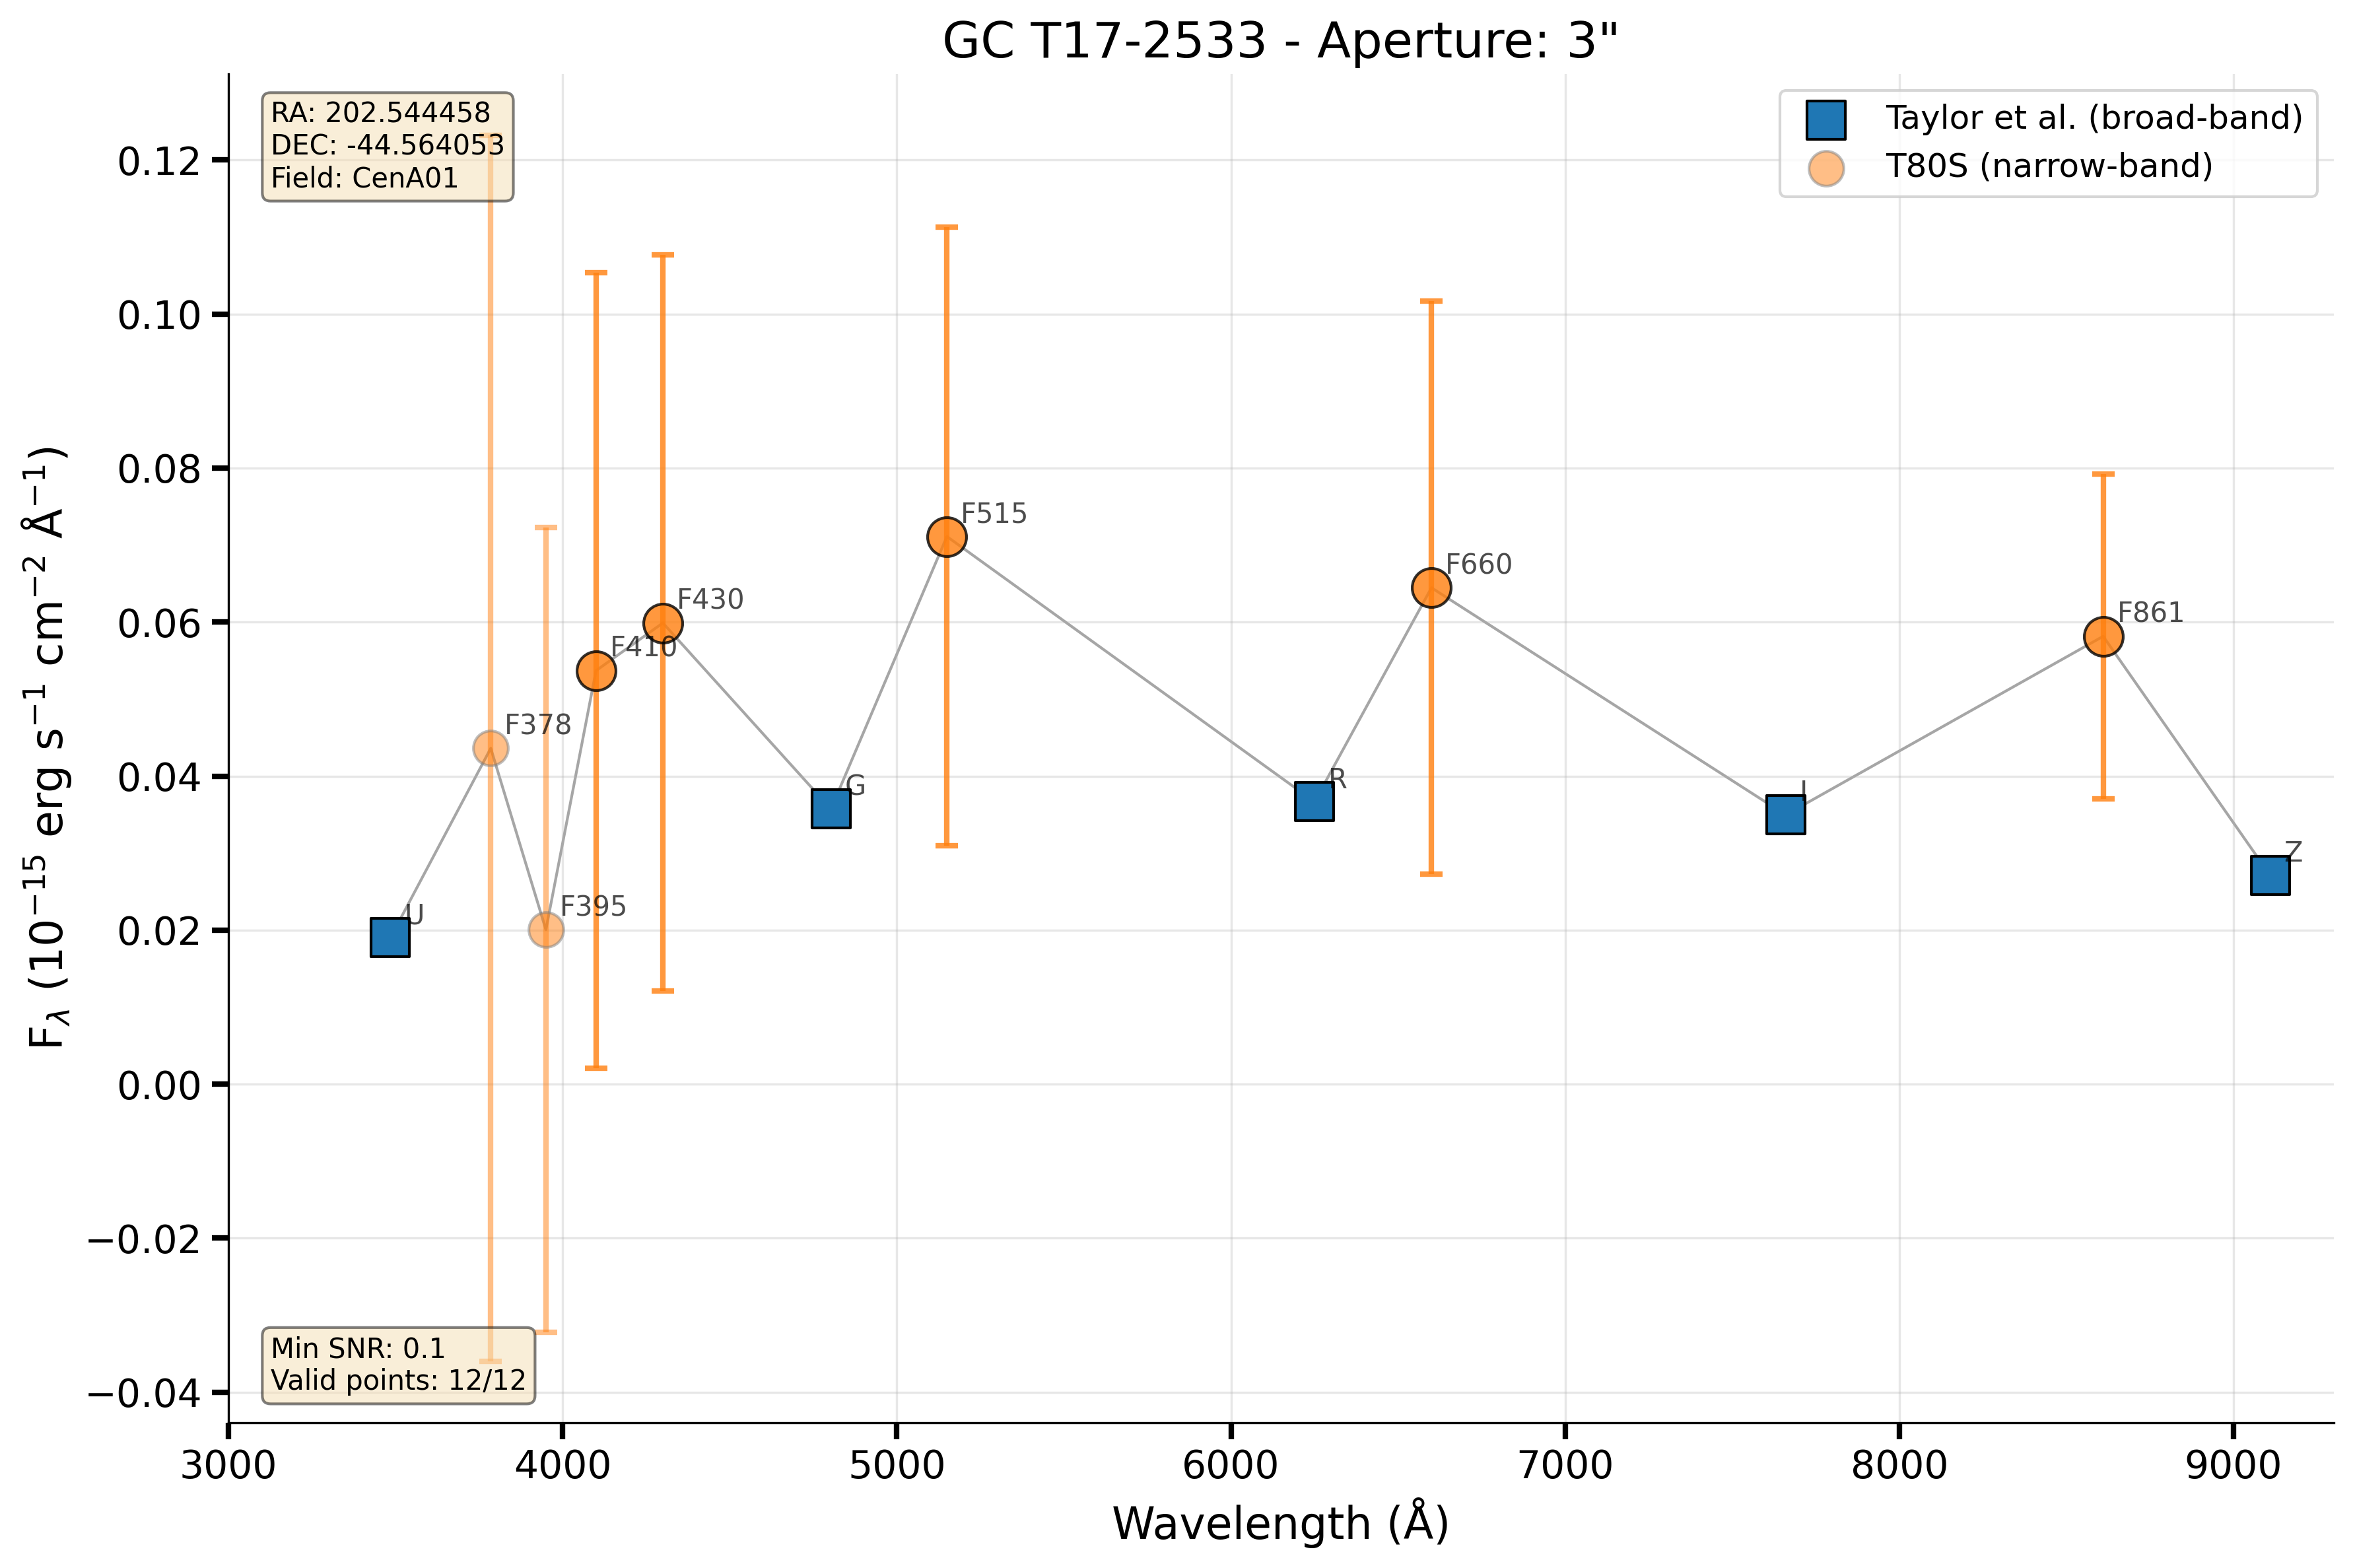 GC T17-2533 - Aperture: 3"
RA: 202.544458
DEC: -44.564053
Field: CenA01
Taylor et al. (broad-band)
T80S (narrow-band)
0.12
0.10
0.08
0.06
0.04
0.02
0.00
−0.02
−0.04
F$_λ$ (10$^{−15}$ erg s$^{−1}$ cm$^{−2}$ Å$^{−1}$)
U
F378
F395
F410
F430
G
F515
R
F660
I
F861
Z
Min SNR: 0.1
Valid points: 12/12
3000 4000 5000 6000 7000 8000 9000
Wavelength (Å)